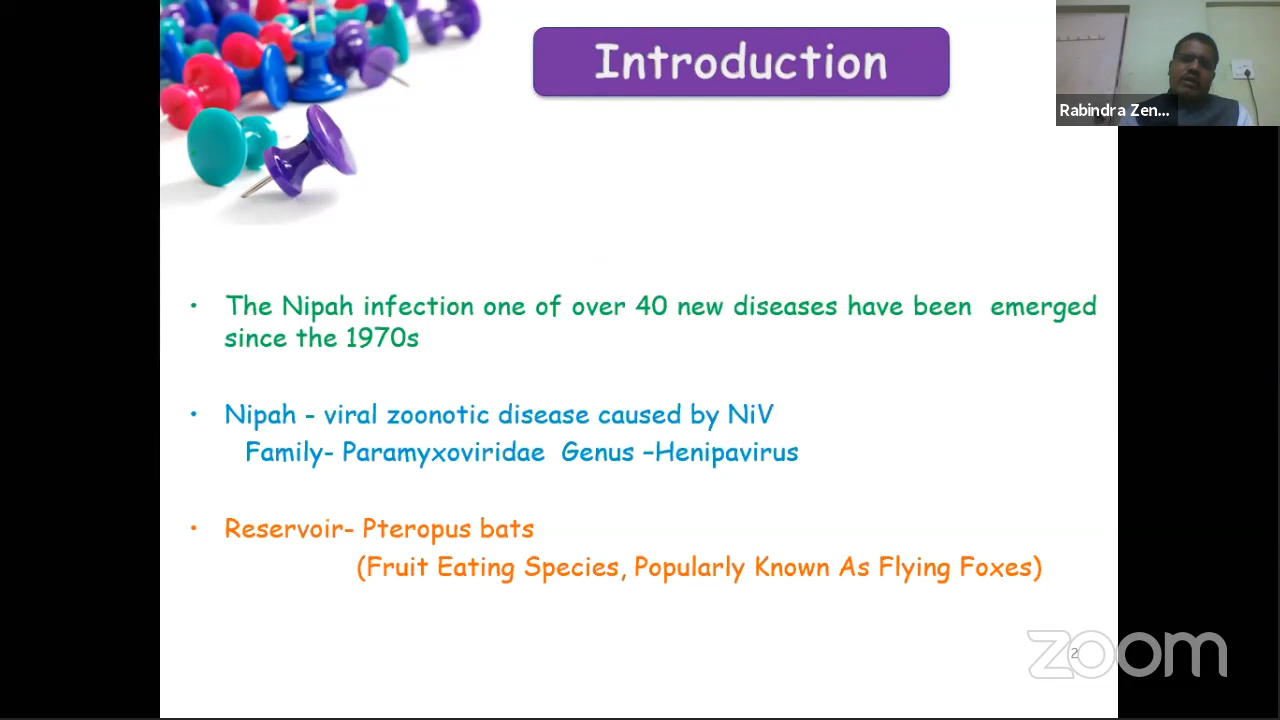 Introduction
Rabindra Zen...
• The Nipah infection one of over 40 new diseases have been emerged
since the 1970s
• Nipah - viral zoonotic disease caused by NiV
Family- Paramyxoviridae Genus –Henipavirus
• Reservoir- Pteropus bats
(Fruit Eating Species, Popularly Known As Flying Foxes)
2
zoom